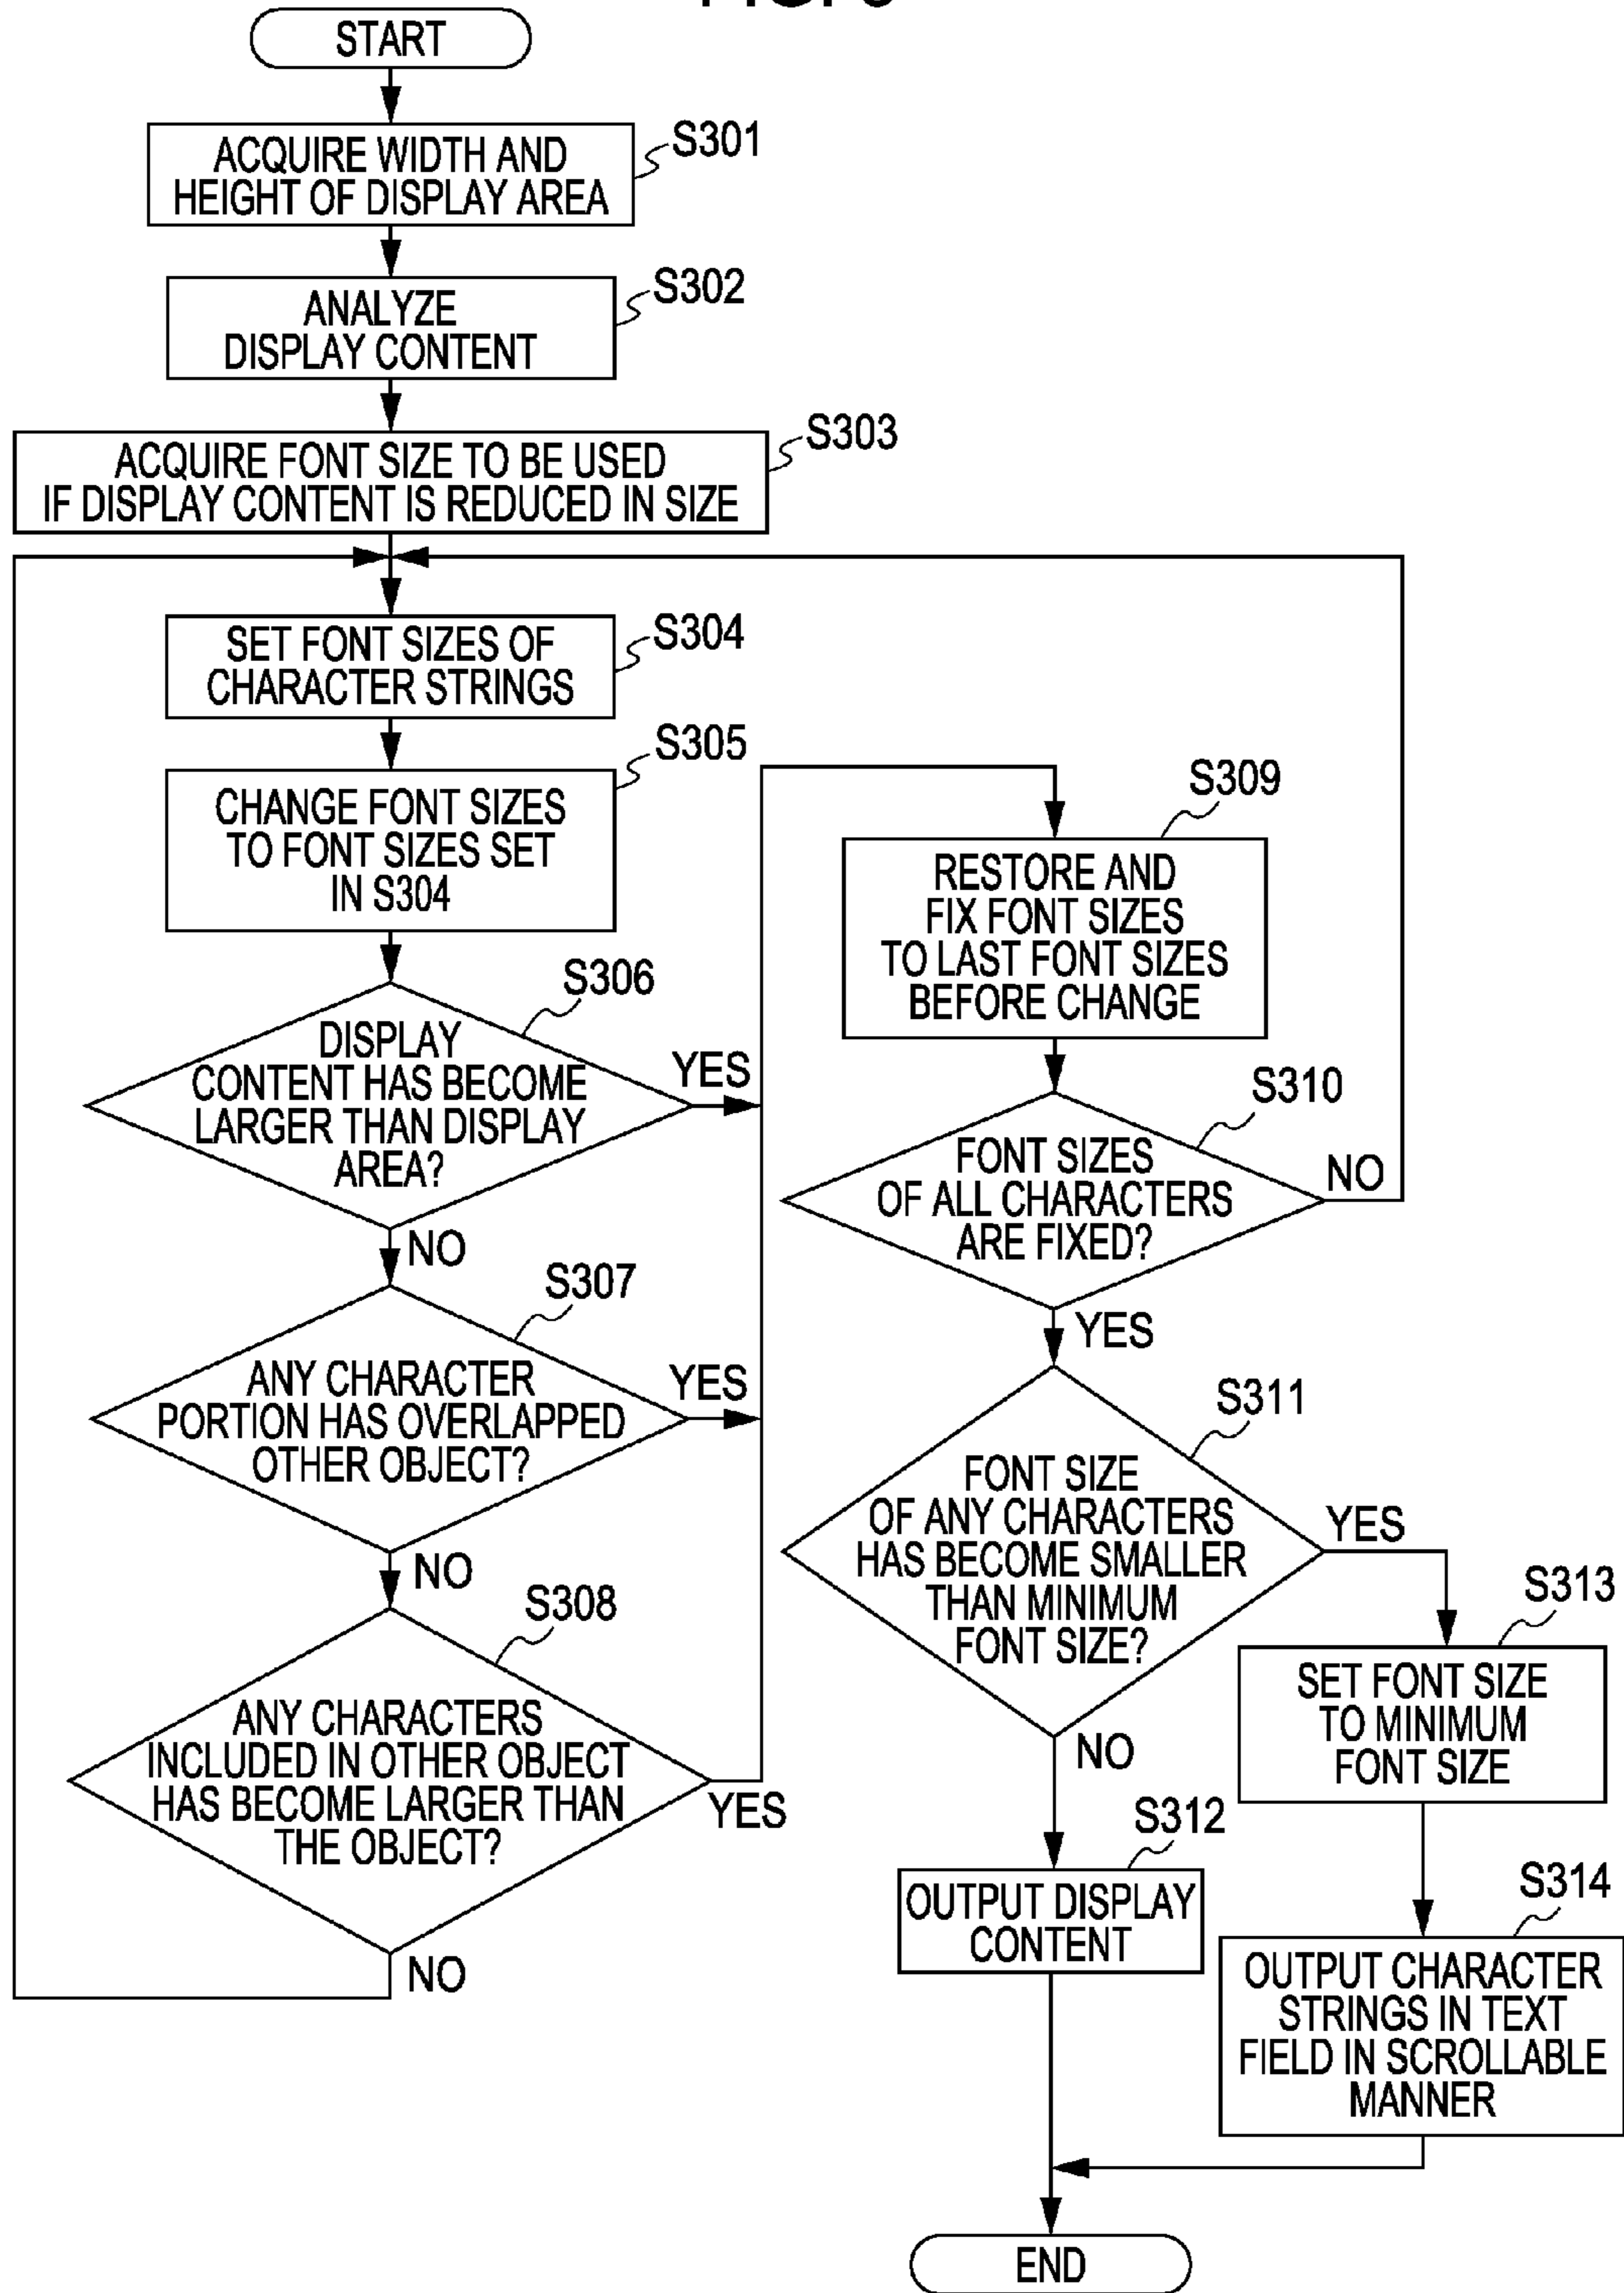 START
ACQUIRE WIDTH AND
HEIGHT OF DISPLAY AREA
S301
ANALYZE
DISPLAY CONTENT
S302
ACQUIRE FONT SIZE TO BE USED
IF DISPLAY CONTENT IS REDUCED IN SIZE
S303
SET FONT SIZES OF
CHARACTER STRINGS
S304
CHANGE FONT SIZES
TO FONT SIZES SET
IN S304
S305
DISPLAY
CONTENT HAS BECOME
LARGER THAN DISPLAY
AREA?
S306
YES
NO
ANY CHARACTER
PORTION HAS OVERLAPPED
OTHER OBJECT?
S307
YES
NO
ANY CHARACTERS
INCLUDED IN OTHER OBJECT
HAS BECOME LARGER THAN
THE OBJECT?
S308
YES
NO
RESTORE AND
FIX FONT SIZES
TO LAST FONT SIZES
BEFORE CHANGE
S309
FONT SIZES
OF ALL CHARACTERS
ARE FIXED?
S310
NO
YES
FONT SIZE
OF ANY CHARACTERS
HAS BECOME SMALLER
THAN MINIMUM
FONT SIZE?
S311
YES
NO
OUTPUT DISPLAY
CONTENT
S312
SET FONT SIZE
TO MINIMUM
FONT SIZE
S313
OUTPUT CHARACTER
STRINGS IN TEXT
FIELD IN SCROLLABLE
MANNER
S314
END